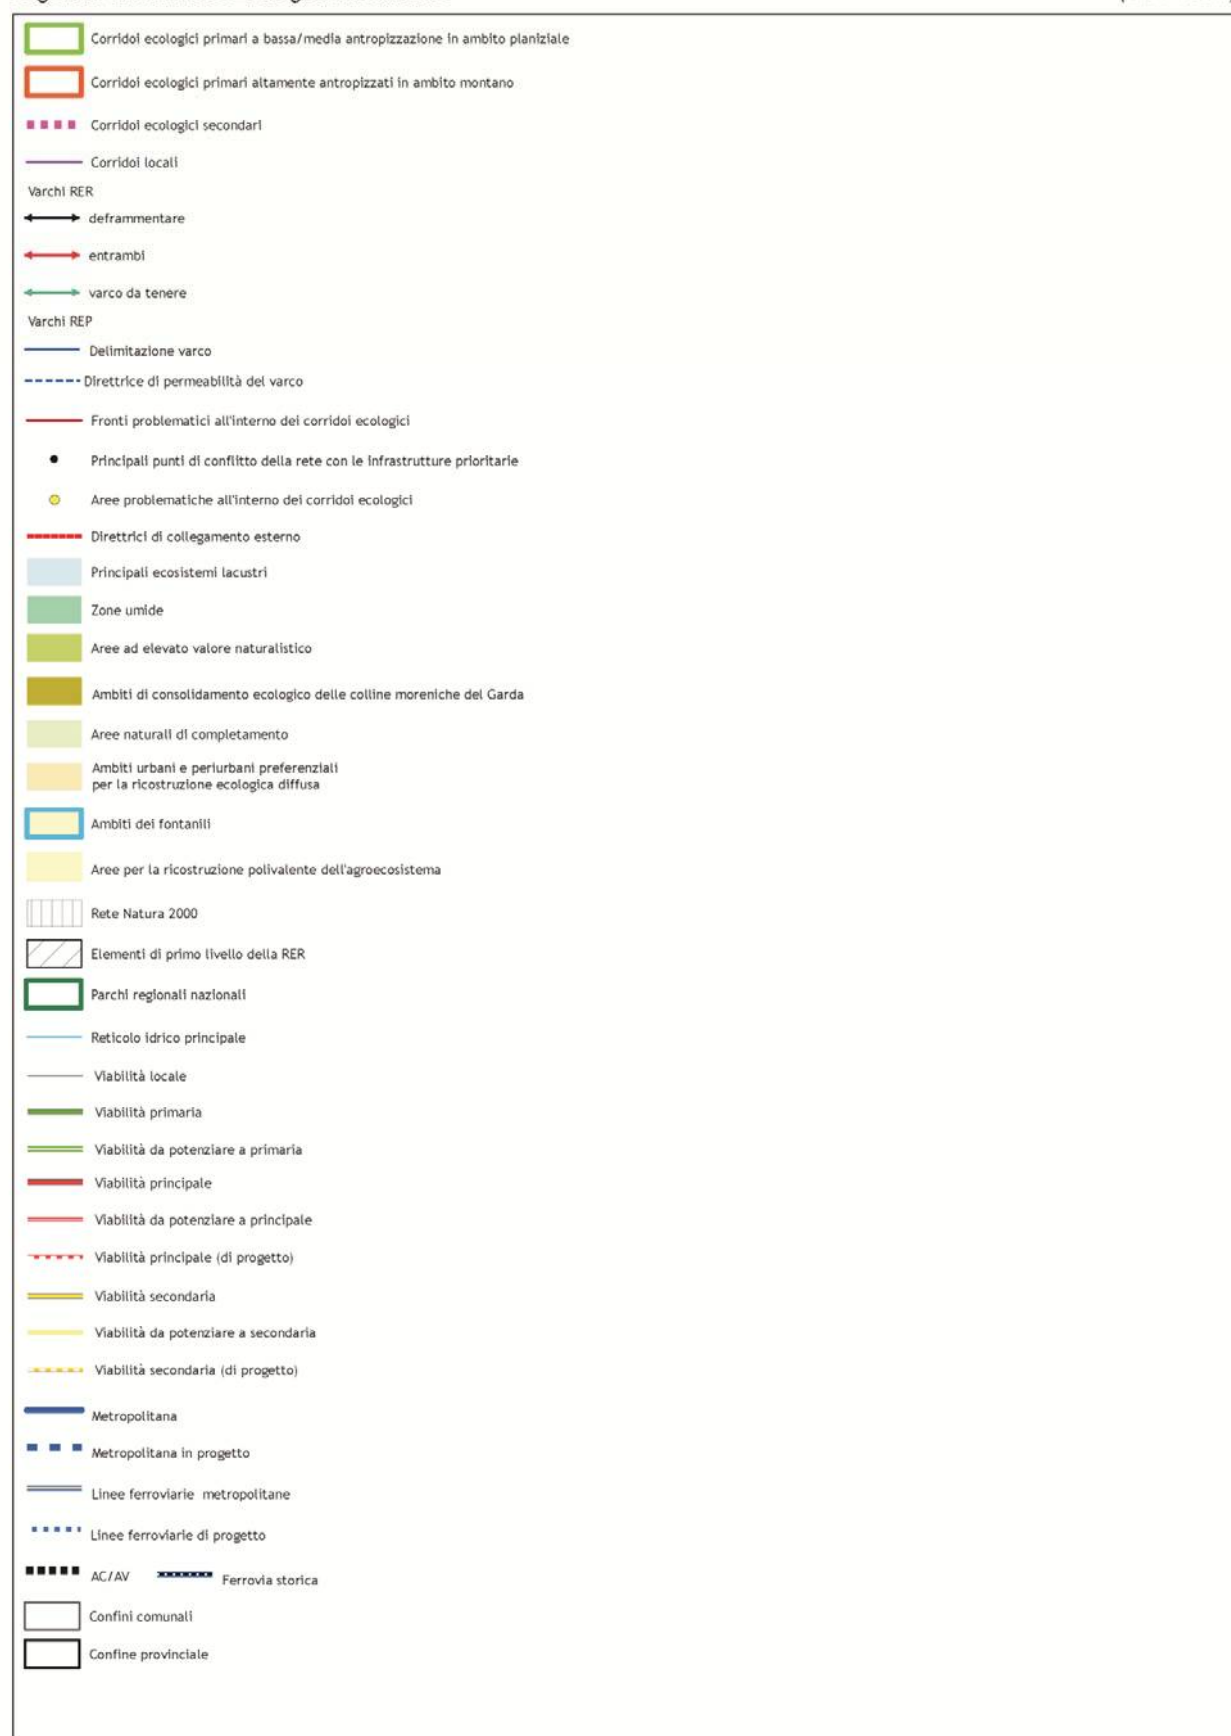 Corridoi ecologici primari a bassa/media antropizzazione in ambito planiziale
Corridoi ecologici primari altamente antropizzati in ambito montano
Corridoi ecologici secondari
Corridoi locali
Varchi RER
deframmentare
entrambi
varco da tenere
Varchi REP
Delimitazione varco
Direttrice di permeabilità del varco
Fronti problematici all'interno dei corridoi ecologici
Principali punti di conflitto della rete con le infrastrutture prioritarie
Aree problematiche all'interno dei corridoi ecologici
Direttrici di collegamento esterno
Principali ecosistemi lacustri
Zone umide
Aree ad elevato valore naturalistico
Ambiti di consolidamento ecologico delle colline moreniche del Garda
Aree naturali di completamento
Ambiti urbani e periurbani preferenziali
per la ricostruzione ecologica diffusa
Ambiti dei fontanili
Aree per la ricostruzione polivalente dell'agroecosistema
Rete Natura 2000
Elementi di primo livello della RER
Parchi regionali nazionali
Reticolo idrico principale
Viabilità locale
Viabilità primaria
Viabilità da potenziare a primaria
Viabilità principale
Viabilità da potenziare a principale
Viabilità principale (di progetto)
Viabilità secondaria
Viabilità da potenziare a secondaria
Viabilità secondaria (di progetto)
Metropolitana
Metropolitana in progetto
Linee ferroviarie metropolitane
Linee ferroviarie di progetto
AC/AV Ferrovia storica
Confini comunali
Confine provinciale